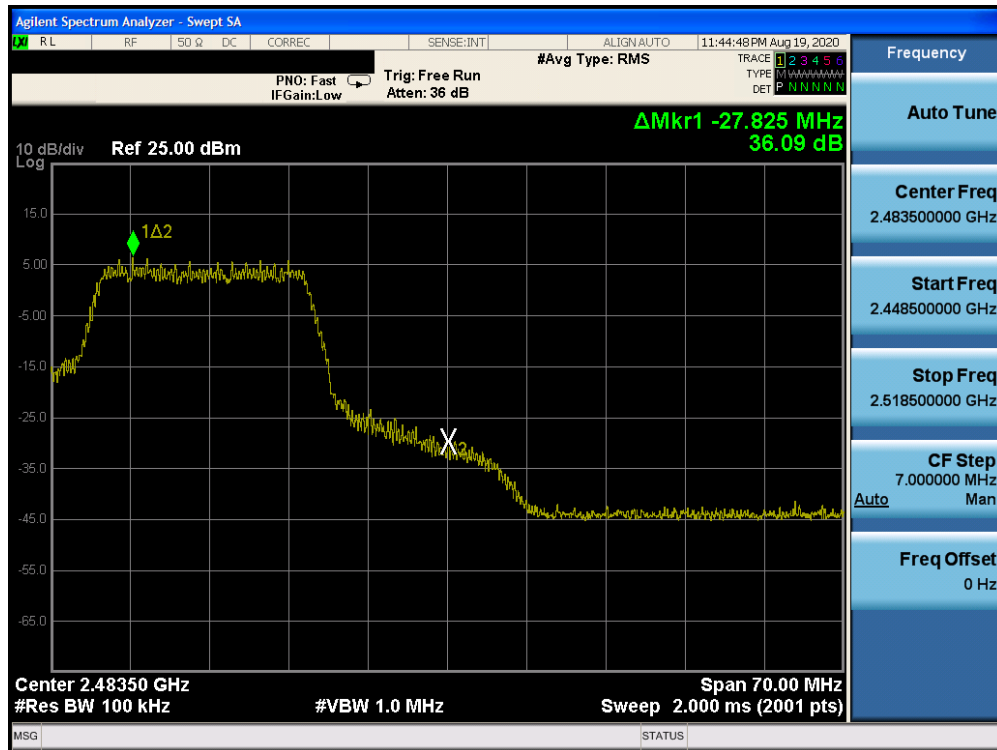 Agilent Spectrum Analyzer - Swept SA
LXI RL RF 50 Ω DC CORREC SENSE:INT ALIGNAUTO 11:44:48 PM Aug 19, 2020
#Avg Type: RMS TRACE 1 2 3 4 5 6
PNO: Fast Trig: Free Run TYPE M WWWWW
IFGain:Low Atten: 36 dB DET P N N N N N
ΔMkr1 -27.825 MHz
36.09 dB
10 dB/div Ref 25.00 dBm
Log
15.0
1Δ2
5.00
-5.00
-15.0
-25.0
-35.0
-45.0
-55.0
-65.0
Center 2.48350 GHz Span 70.00 MHz
#Res BW 100 kHz #VBW 1.0 MHz Sweep 2.000 ms (2001 pts)
MSG STATUS
Frequency
Auto Tune
Center Freq
2.483500000 GHz
Start Freq
2.448500000 GHz
Stop Freq
2.518500000 GHz
CF Step
7.000000 MHz
Auto Man
Freq Offset
0 Hz